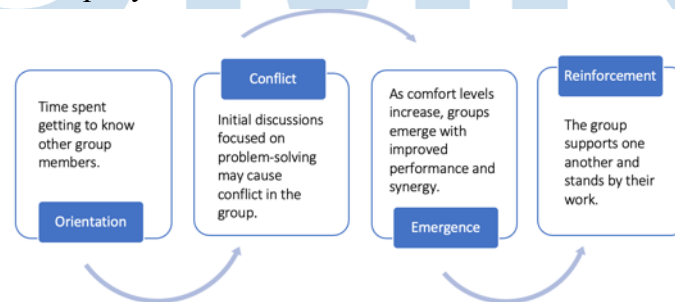 Time spent
getting to know
other group
members.
Orientation
Conflict
Initial discussions
focused on
problem-solving
may cause
conflict in the
group.
As comfort levels
increase, groups
emerge with
improved
performance and
synergy.
Emergence
Reinforcement
The group
supports one
another and
stands by their
work.